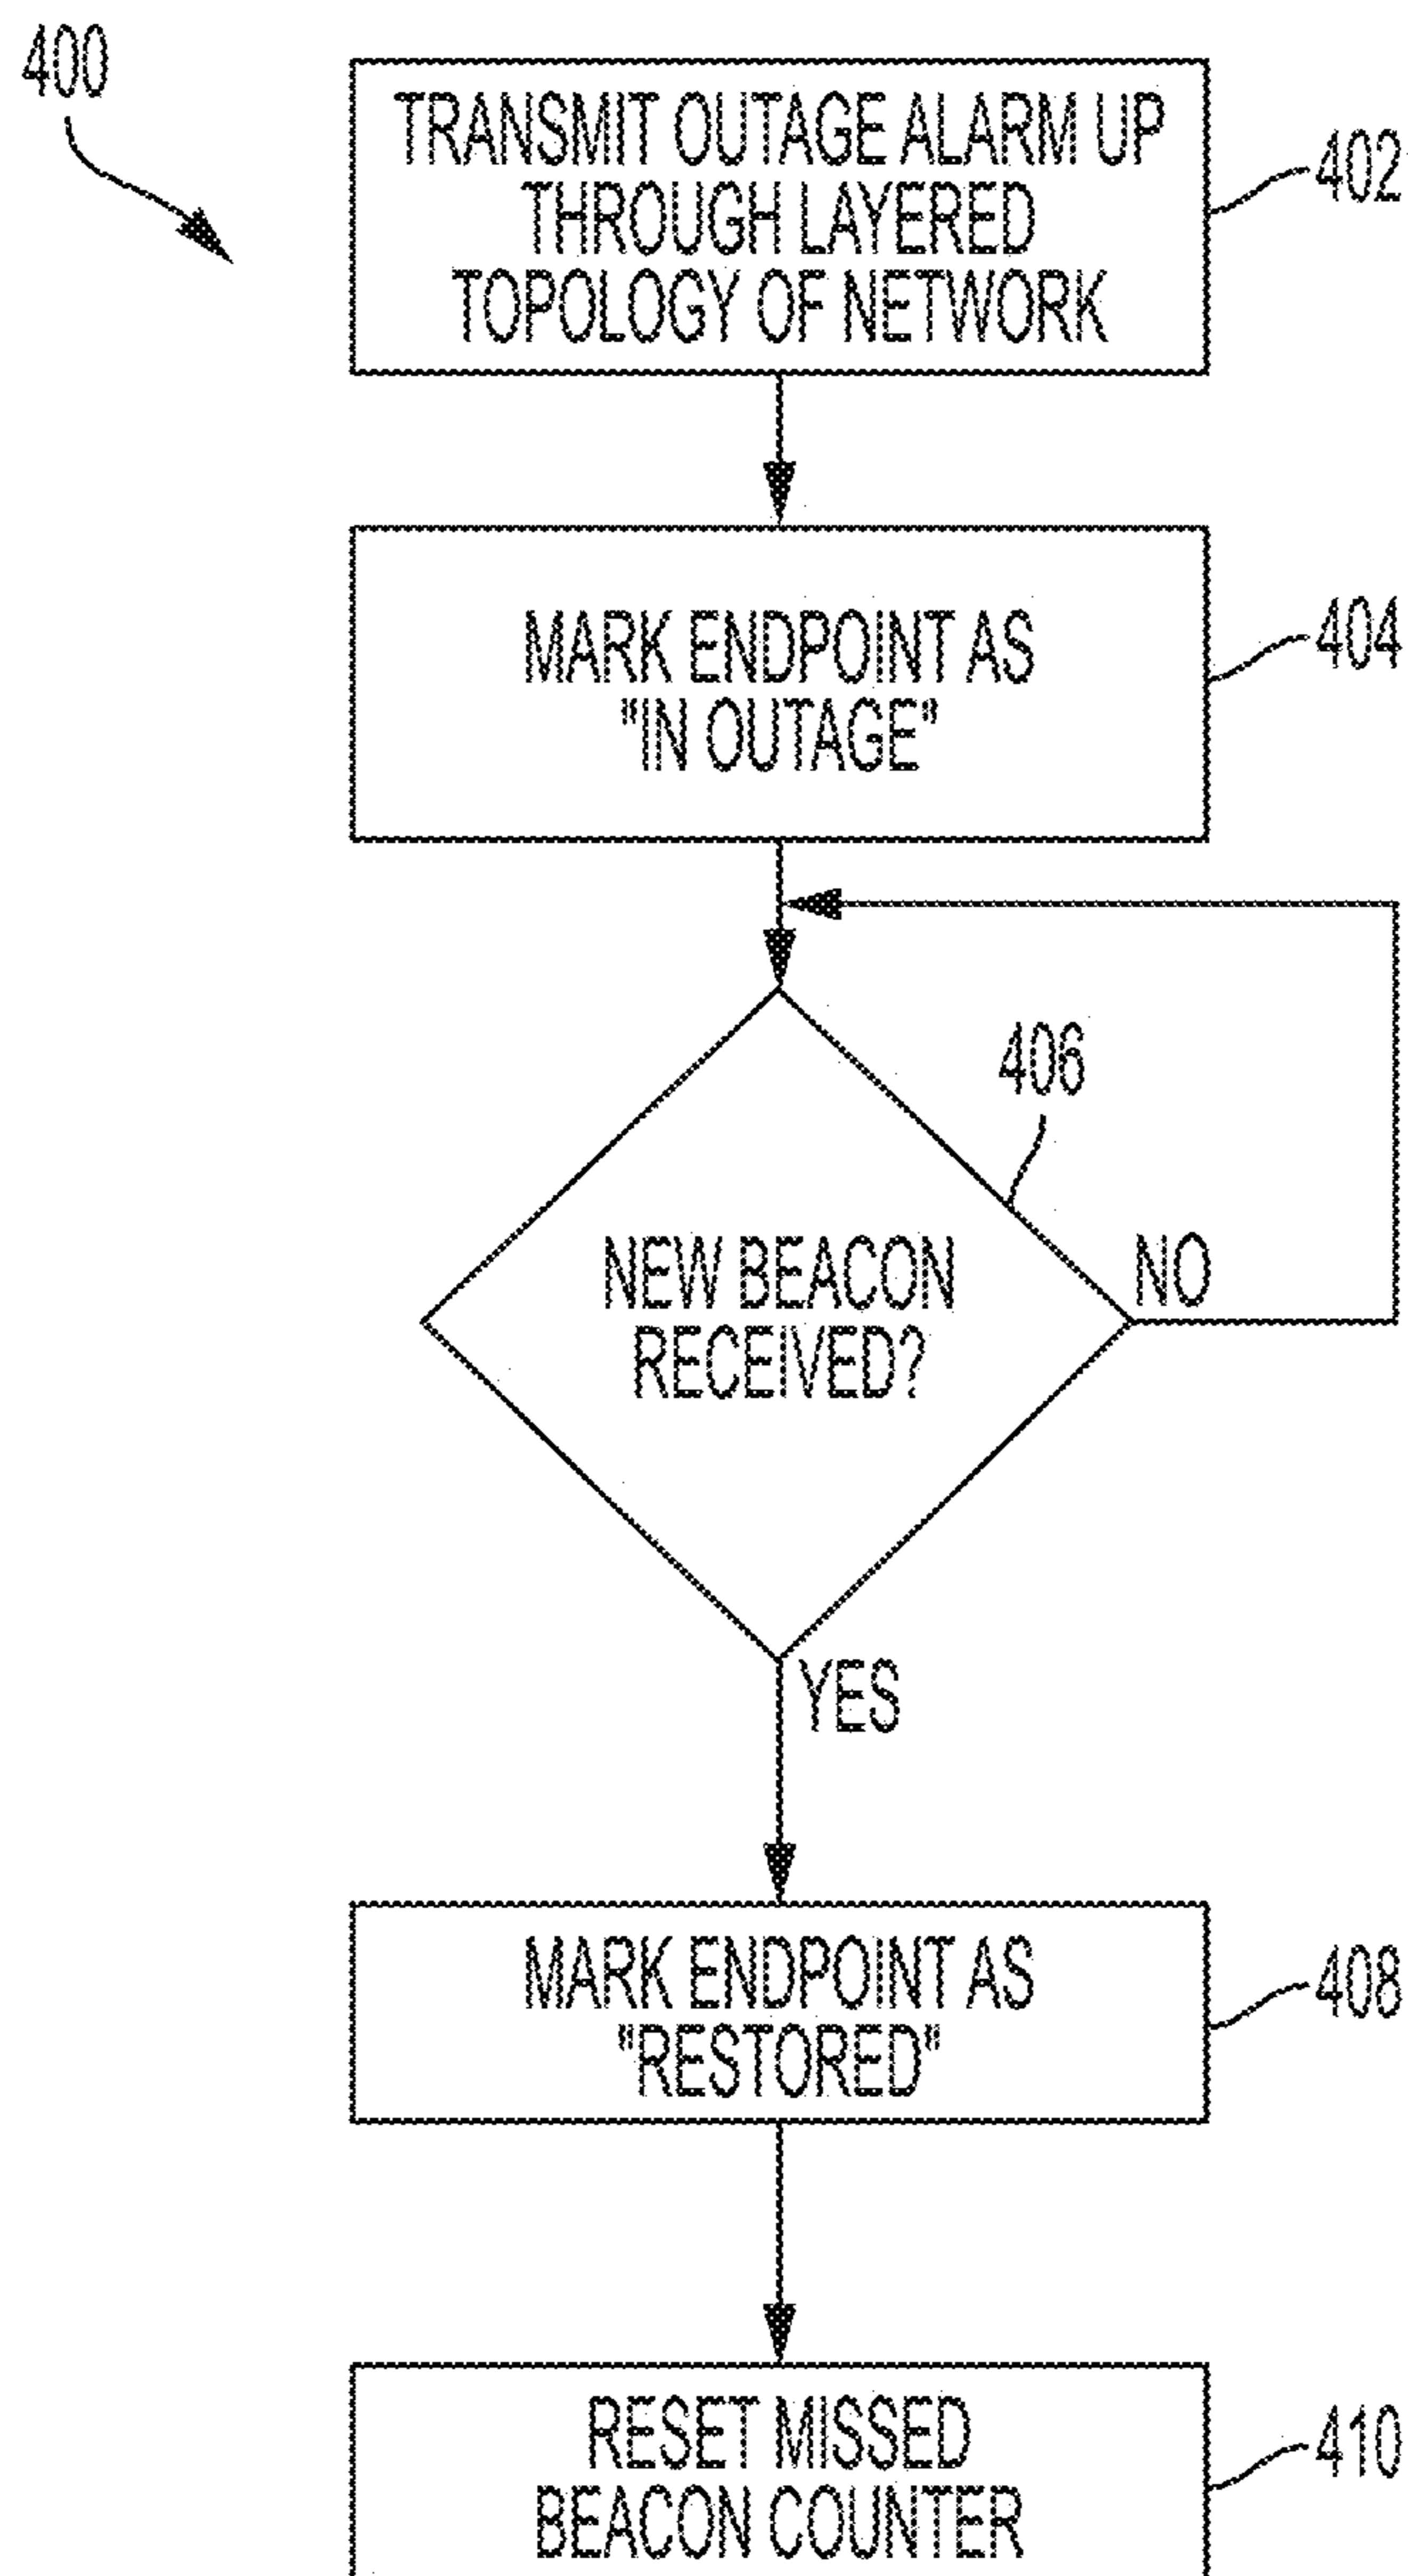 400
TRANSMIT OUTAGE ALARM UP
THROUGH LAYERED
TOPOLOGY OF NETWORK
402
MARK ENDPOINT AS
"IN OUTAGE"
404
406
NEW BEACON
RECEIVED?
NO
YES
MARK ENDPOINT AS
"RESTORED"
408
RESET MISSED
BEACON COUNTER
410